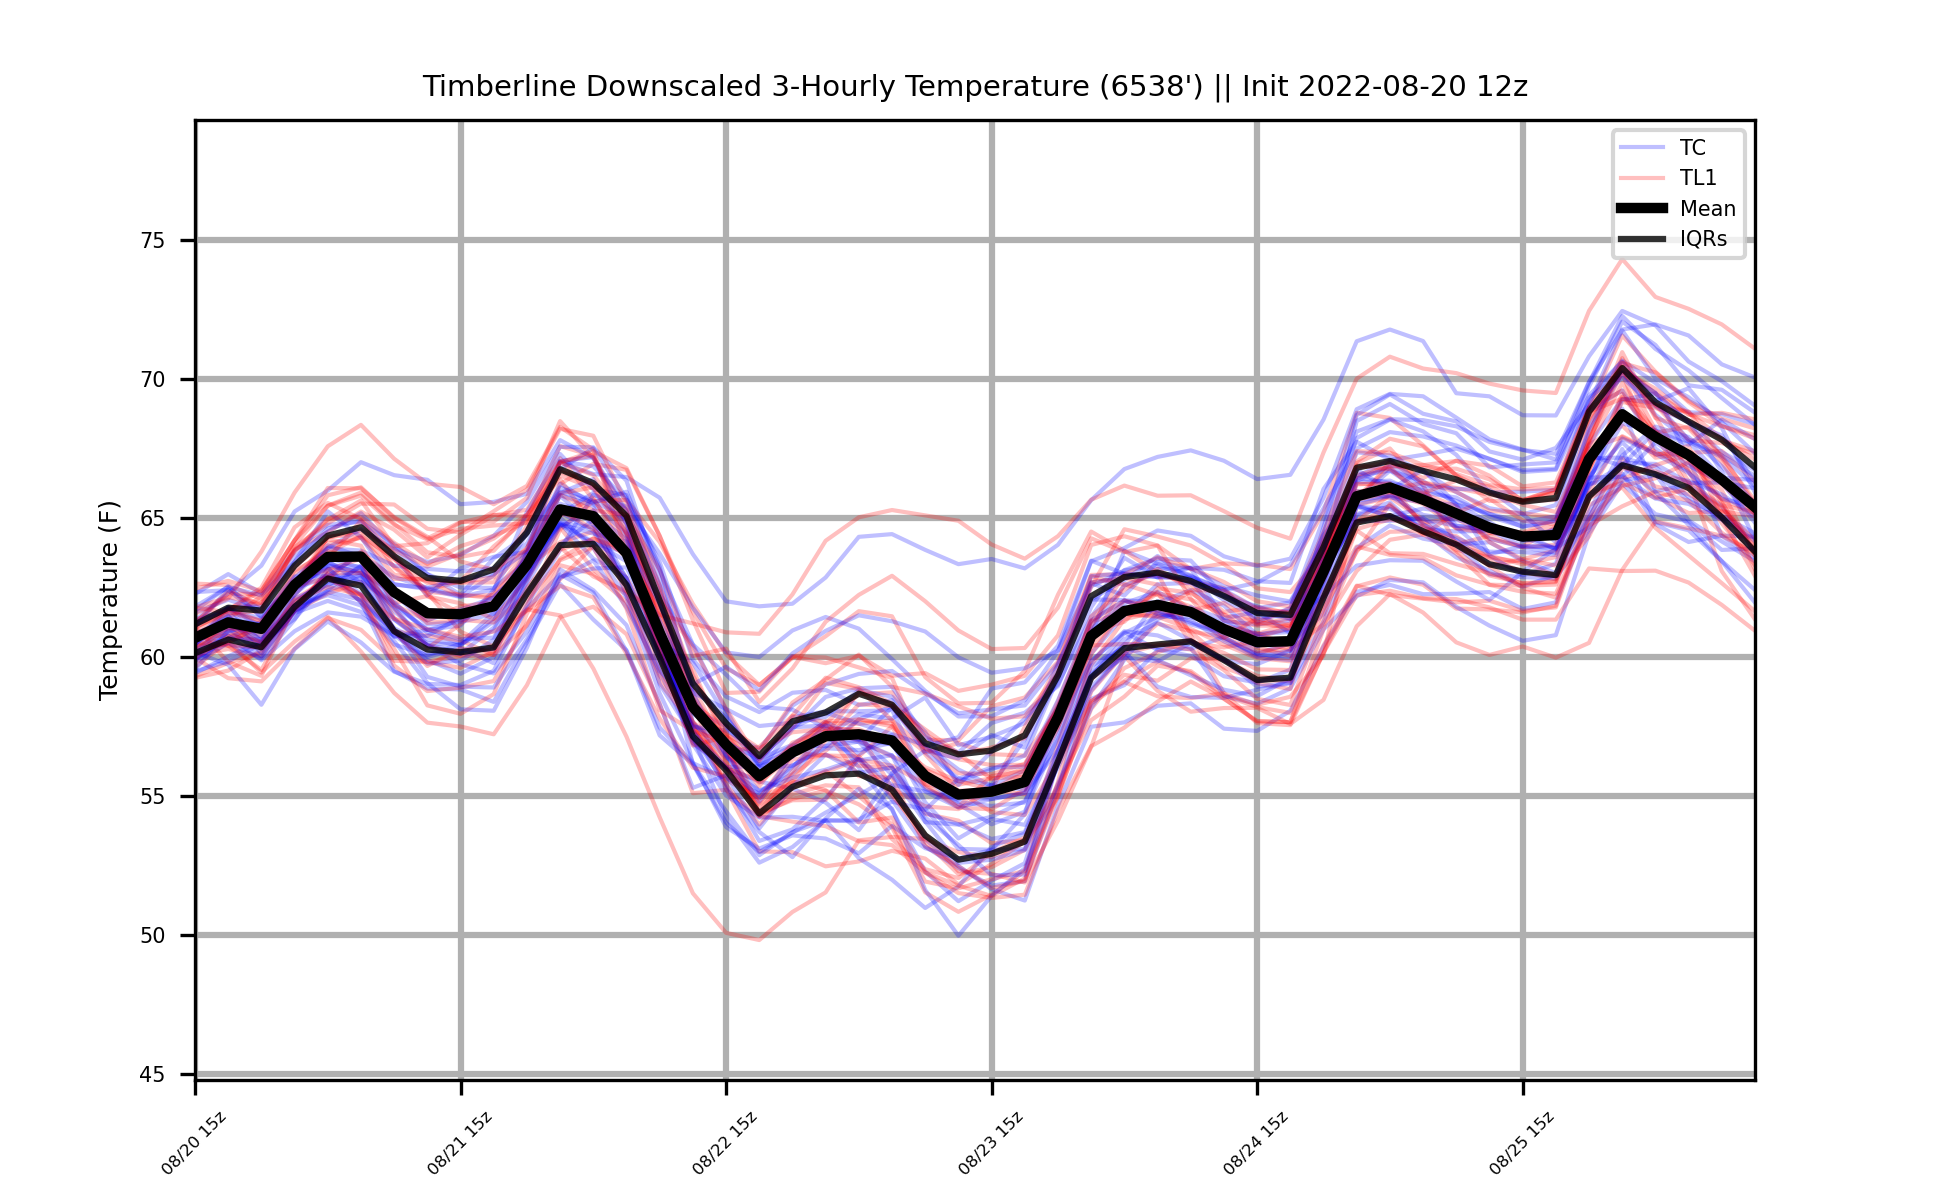 Timberline Downscaled 3-Hourly Temperature (6538') || Init 2022-08-20 12z
TC
TL1
Mean
IQRs
Temperature (F)
75
70
65
60
55
50
45
08/20 15z
08/21 15z
08/22 15z
08/23 15z
08/24 15z
08/25 15z